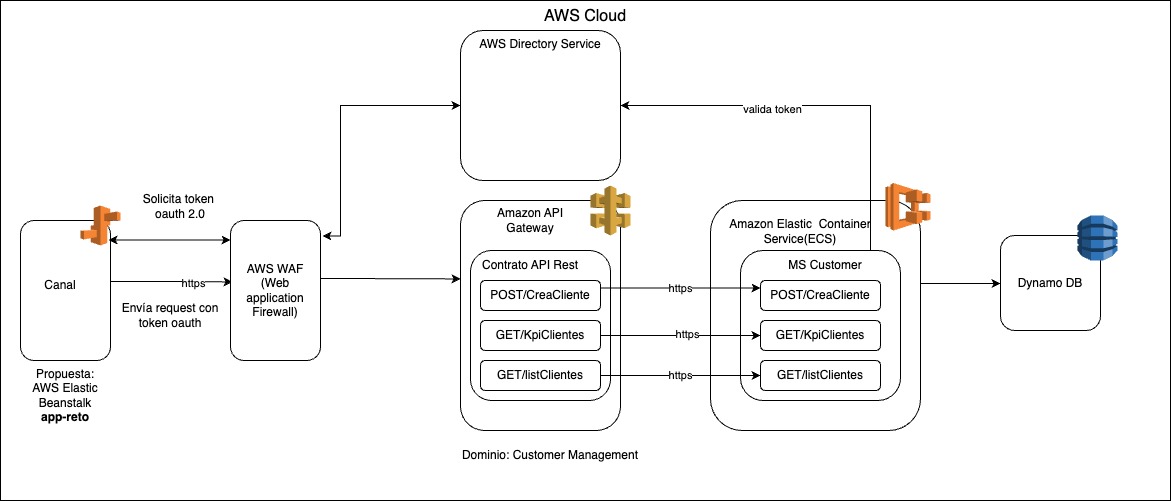 AWS Cloud
AWS Directory Service
valida token
Solicita token
oauth 2.0
Canal
https
Envía request con
token oauth
Propuesta:
AWS Elastic
Beanstalk
app-reto
AWS WAF
(Web
application
Firewall)
Amazon API
Gateway
Contrato API Rest
POST/CreaCliente
GET/KpiClientes
GET/listClientes
https
https
https
Amazon Elastic Container
Service(ECS)
MS Customer
POST/CreaCliente
GET/KpiClientes
GET/listClientes
Dynamo DB
Dominio: Customer Management